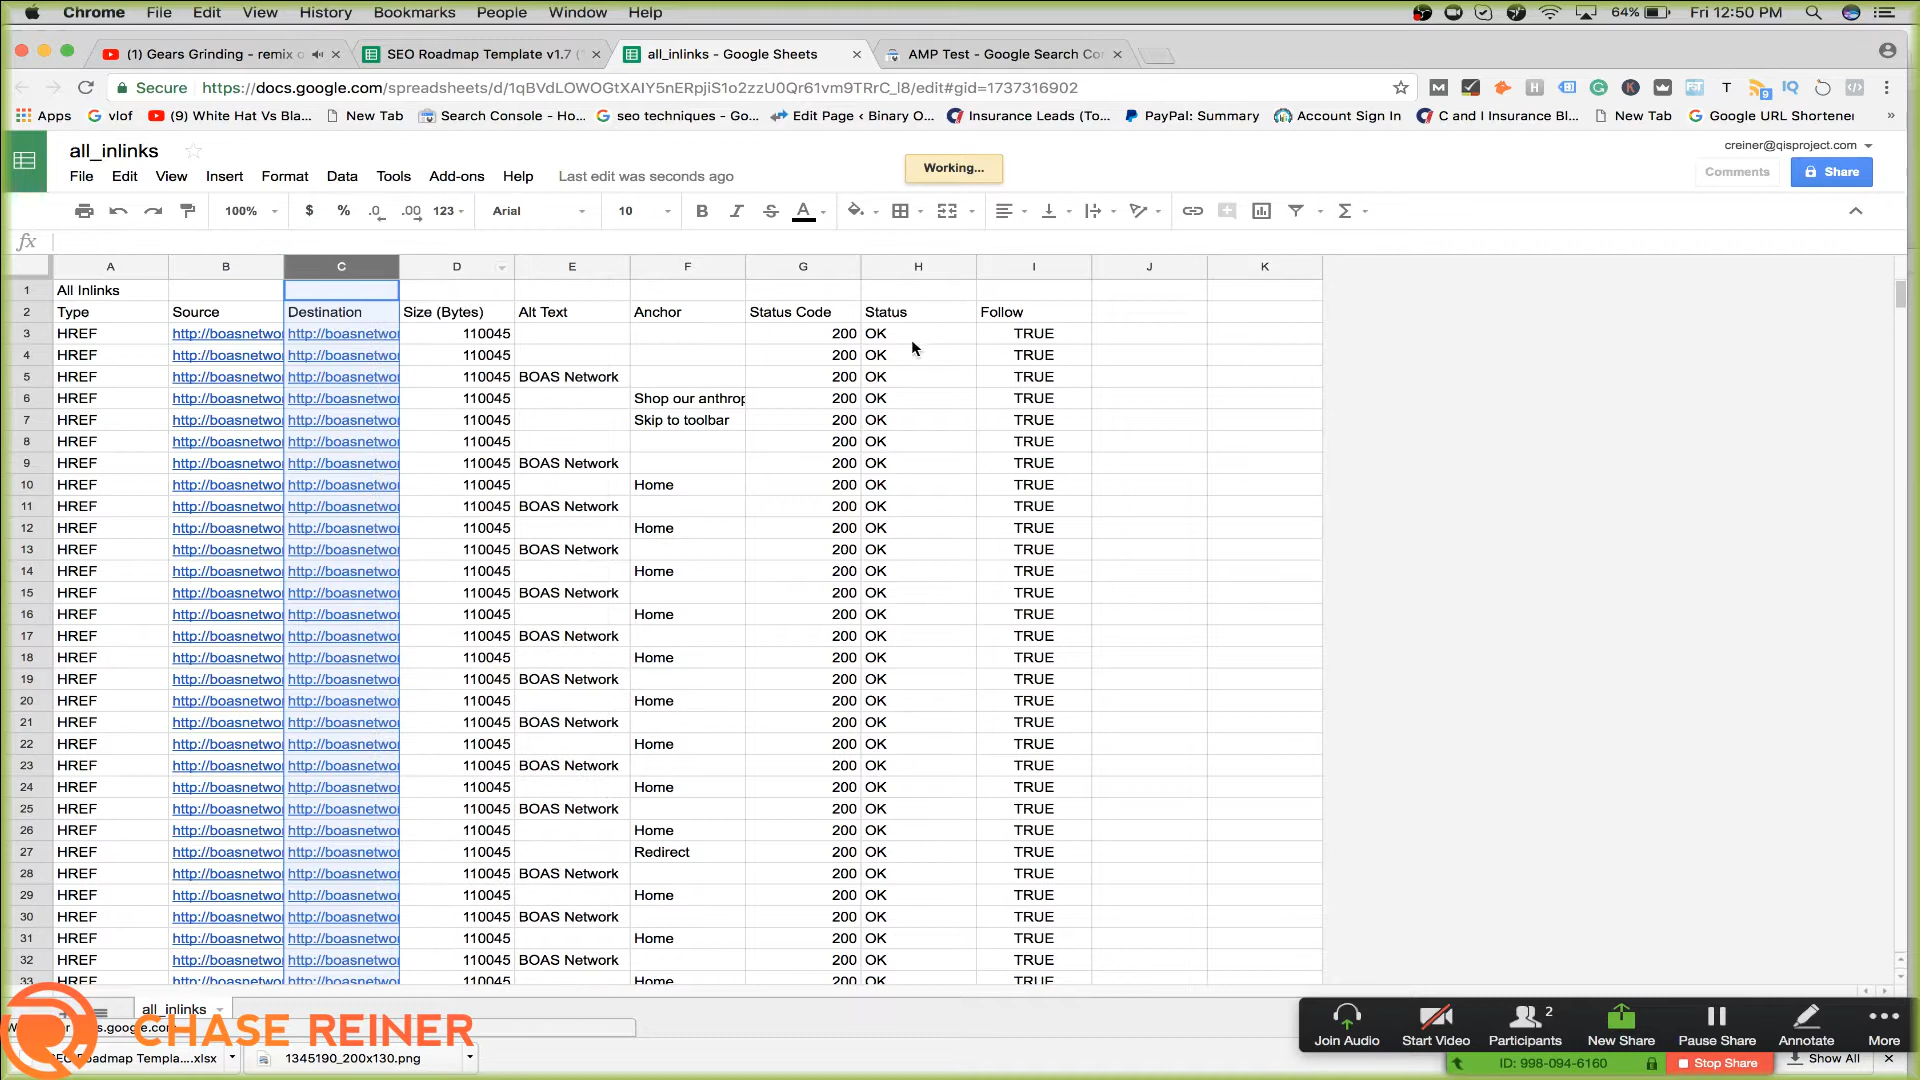 Chrome File Edit View History Bookmarks People Window Help 64% Fri 12:50 PM
(1) Gears Grinding - remix o SEO Roadmap Template v1.7 ( all_inlinks - Google Sheets AMP Test - Google Search Co
Secure https://docs.google.com/spreadsheets/d/1qBVdLOWOGtXAIY5nERpjiS1o2zzU0Qr61vm9TRrC_l8/edit#gid=1737316902
Apps vlof (9) White Hat Vs Bla... New Tab Search Console - Ho... seo techniques - Go... Edit Page ‹ Binary O... Insurance Leads (To... PayPal: Summary Account Sign In C and I Insurance Bl... New Tab Google URL Shortener »
all_inlinks
Working...
creiner@qisproject.com
File Edit View Insert Format Data Tools Add-ons Help Last edit was seconds ago
Comments Share
100% $ % .0 .00 123 Arial 10 B I S A
fx
A B C D E F G H I J K
1 All Inlinks
2 Type Source Destination Size (Bytes) Alt Text Anchor Status Code Status Follow
3 HREF http://boasnetwo http://boasnetwo 110045 200 OK TRUE
4 HREF http://boasnetwo http://boasnetwo 110045 200 OK TRUE
5 HREF http://boasnetwo http://boasnetwo 110045 BOAS Network 200 OK TRUE
6 HREF http://boasnetwo http://boasnetwo 110045 Shop our anthrop 200 OK TRUE
7 HREF http://boasnetwo http://boasnetwo 110045 Skip to toolbar 200 OK TRUE
8 HREF http://boasnetwo http://boasnetwo 110045 200 OK TRUE
9 HREF http://boasnetwo http://boasnetwo 110045 BOAS Network 200 OK TRUE
10 HREF http://boasnetwo http://boasnetwo 110045 Home 200 OK TRUE
11 HREF http://boasnetwo http://boasnetwo 110045 BOAS Network 200 OK TRUE
12 HREF http://boasnetwo http://boasnetwo 110045 Home 200 OK TRUE
13 HREF http://boasnetwo http://boasnetwo 110045 BOAS Network 200 OK TRUE
14 HREF http://boasnetwo http://boasnetwo 110045 Home 200 OK TRUE
15 HREF http://boasnetwo http://boasnetwo 110045 BOAS Network 200 OK TRUE
16 HREF http://boasnetwo http://boasnetwo 110045 Home 200 OK TRUE
17 HREF http://boasnetwo http://boasnetwo 110045 BOAS Network 200 OK TRUE
18 HREF http://boasnetwo http://boasnetwo 110045 Home 200 OK TRUE
19 HREF http://boasnetwo http://boasnetwo 110045 BOAS Network 200 OK TRUE
20 HREF http://boasnetwo http://boasnetwo 110045 Home 200 OK TRUE
21 HREF http://boasnetwo http://boasnetwo 110045 BOAS Network 200 OK TRUE
22 HREF http://boasnetwo http://boasnetwo 110045 Home 200 OK TRUE
23 HREF http://boasnetwo http://boasnetwo 110045 BOAS Network 200 OK TRUE
24 HREF http://boasnetwo http://boasnetwo 110045 Home 200 OK TRUE
25 HREF http://boasnetwo http://boasnetwo 110045 BOAS Network 200 OK TRUE
26 HREF http://boasnetwo http://boasnetwo 110045 Home 200 OK TRUE
27 HREF http://boasnetwo http://boasnetwo 110045 Redirect 200 OK TRUE
28 HREF http://boasnetwo http://boasnetwo 110045 BOAS Network 200 OK TRUE
29 HREF http://boasnetwo http://boasnetwo 110045 Home 200 OK TRUE
30 HREF http://boasnetwo http://boasnetwo 110045 BOAS Network 200 OK TRUE
31 HREF http://boasnetwo http://boasnetwo 110045 Home 200 OK TRUE
32 HREF http://boasnetwo http://boasnetwo 110045 BOAS Network 200 OK TRUE
33 HREF http://boasnetwo http://boasnetwo 110045 Home 200 OK TRUE
all_inlinks
s.google.com
CHASE REINER
Join Audio Start Video 2 Participants New Share Pause Share Annotate More
SEO Roadmap Templa....xlsx 1345190_200x130.png
ID: 998-094-6160 Stop Share Show All